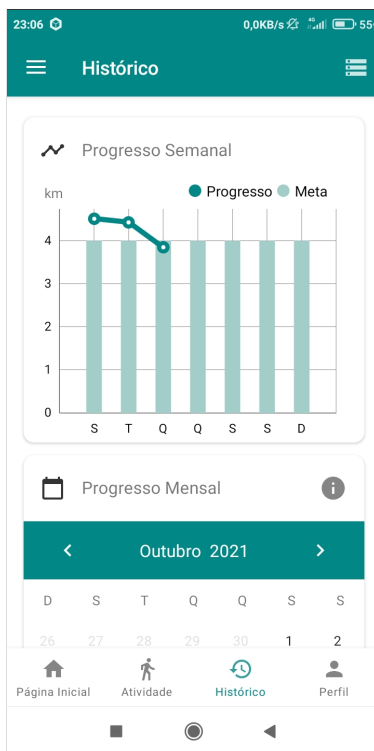 23:06 0,0KB/s 4G 55
Histórico
Progresso Semanal
km
Progresso Meta
4
3
2
1
0
S T Q Q S S D
Progresso Mensal
i
< Outubro 2021 >
D S T Q Q S S
26 27 28 29 30 1 2
Página Inicial Atividade Histórico Perfil